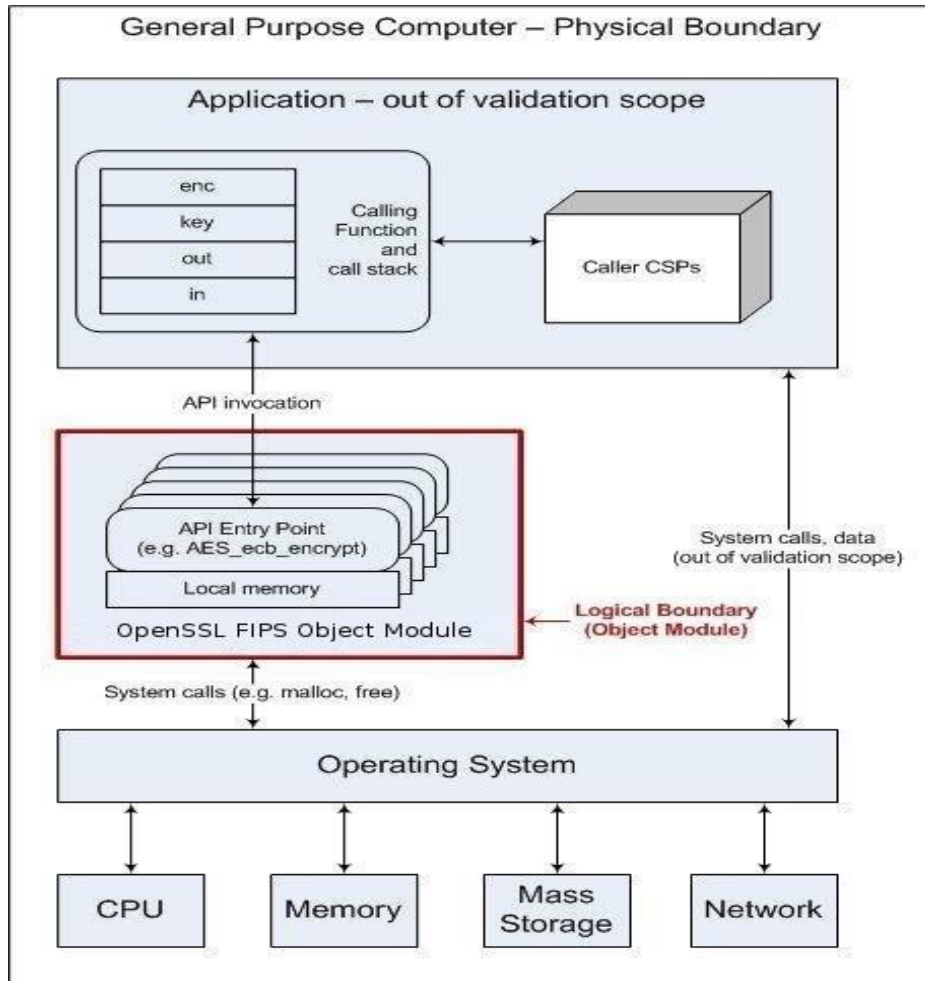 General Purpose Computer – Physical Boundary
Application – out of validation scope
enc
key
out
in
Calling
Function
and
call stack
Caller CSPs
API invocation
API Entry Point
(e.g. AES_ecb_encrypt)
Local memory
OpenSSL FIPS Object Module
System calls, data
(out of validation scope)
Logical Boundary
(Object Module)
System calls (e.g. malloc, free)
Operating System
CPU
Memory
Mass
Storage
Network